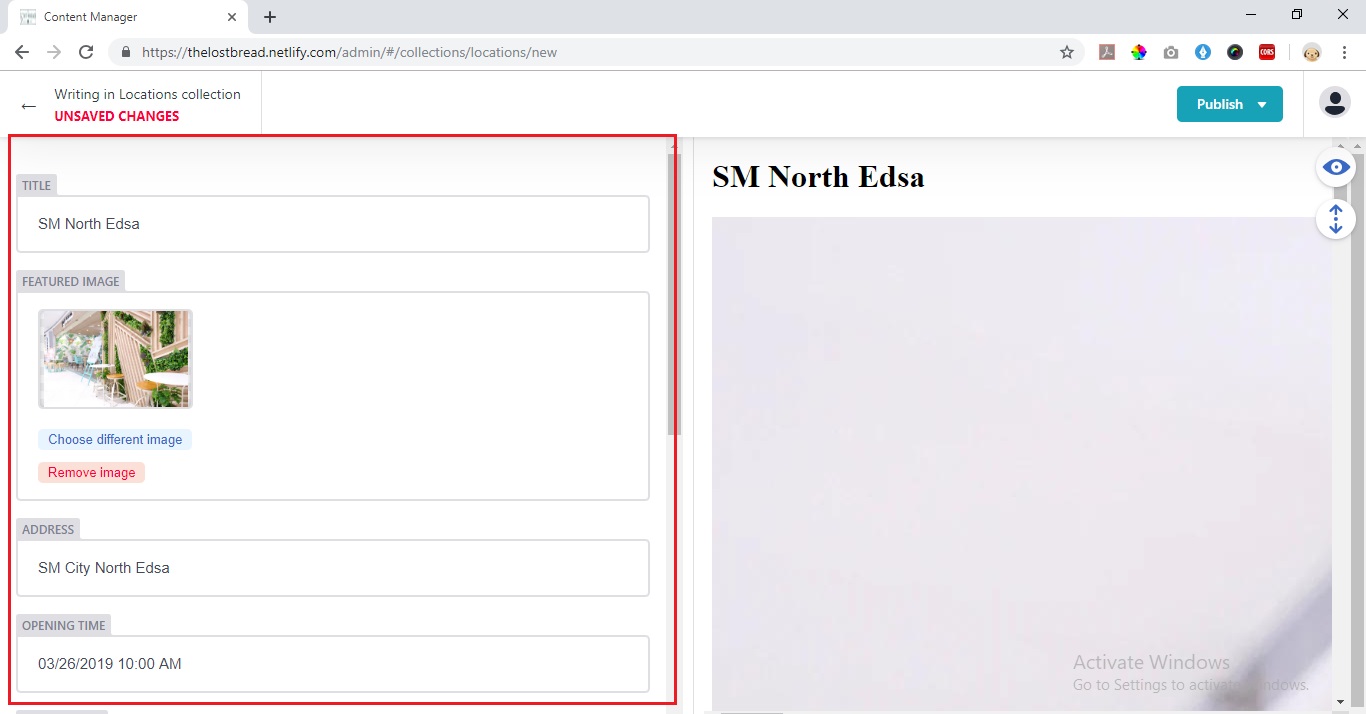 Content Manager
https://thelostbread.netlify.com/admin/#/collections/locations/new
CORS
Writing in Locations collection
UNSAVED CHANGES
Publish
TITLE
SM North Edsa
FEATURED IMAGE
Choose different image
Remove image
ADDRESS
SM City North Edsa
OPENING TIME
03/26/2019 10:00 AM
SM North Edsa
Activate Windows
Go to Settings to activate Windows.